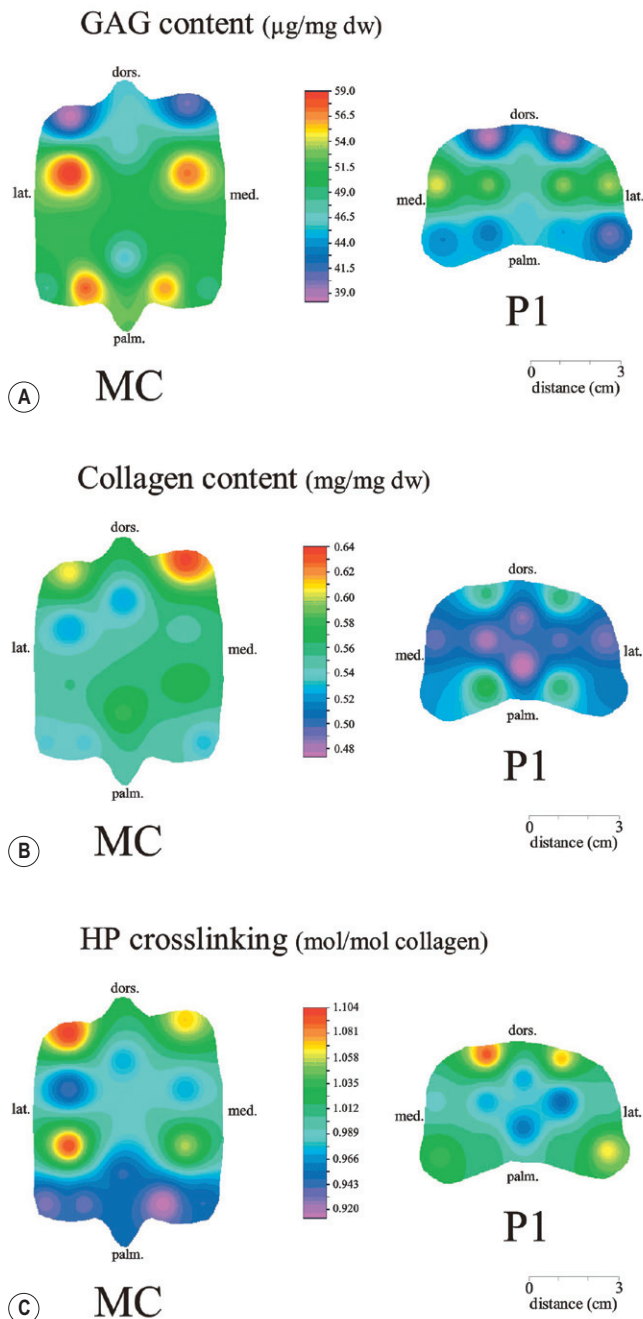 GAG content (µg/mg dw)
dors.
lat.
med.
palm.
MC
59.0
56.5
54.0
51.5
49.0
46.5
44.0
41.5
39.0
dors.
med.
lat.
palm.
P1
0 3
distance (cm)
A
Collagen content (mg/mg dw)
dors.
lat.
med.
palm.
MC
0.64
0.62
0.60
0.58
0.56
0.54
0.52
0.50
0.48
dors.
med.
lat.
palm.
P1
0 3
distance (cm)
B
HP crosslinking (mol/mol collagen)
dors.
lat.
med.
palm.
MC
1.104
1.081
1.058
1.035
1.012
0.989
0.966
0.943
0.920
dors.
med.
lat.
palm.
P1
0 3
distance (cm)
C